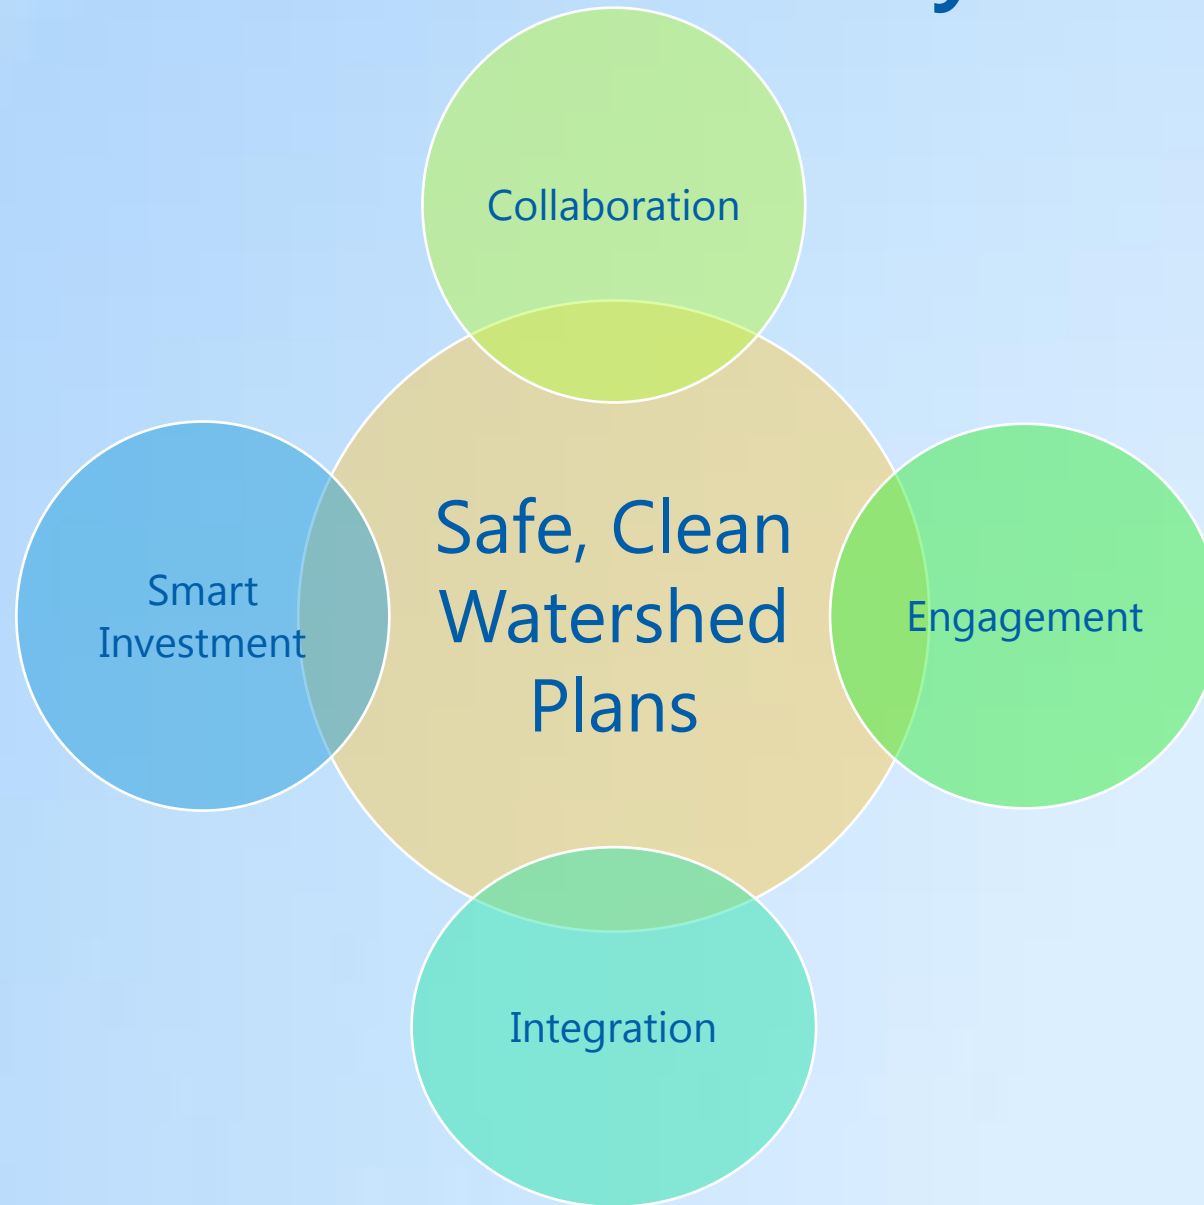 Collaboration
Smart
Investment
Safe, Clean
Watershed
Plans
Engagement
Integration